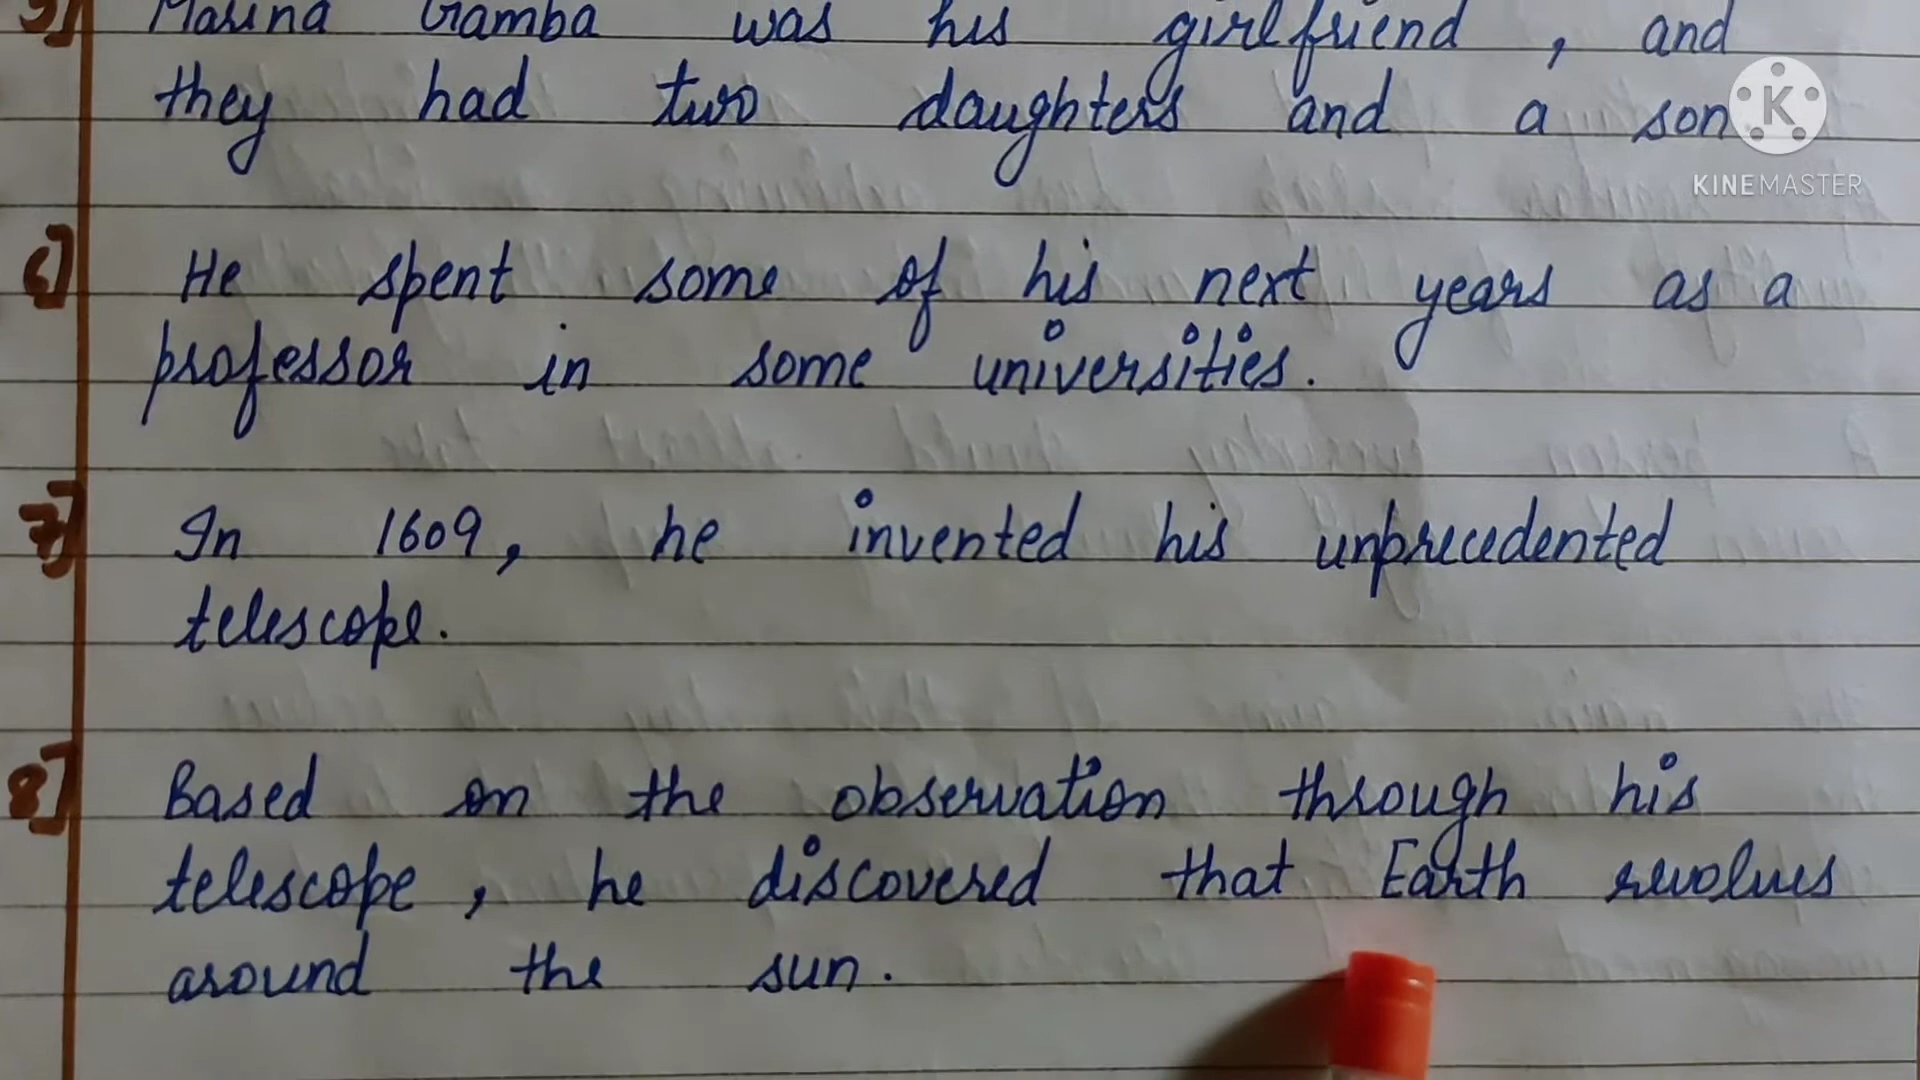 5] Marina Gamba was his girlfriend, and
they had two daughters and a son
KINEMASTER
6] He spent some of his next years as a
professor in some universities.
7] In 1609, he invented his unprecedented
telescope.
8] Based on the observation through his
telescope, he discovered that Earth revolves
around the sun.